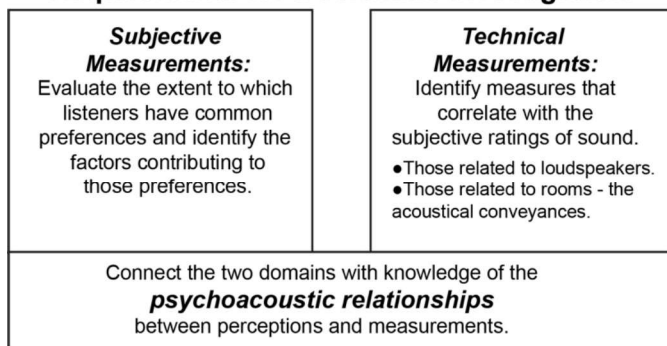 Subjective
Measurements:
Evaluate the extent to which
listeners have common
preferences and identify the
factors contributing to
those preferences.
Technical
Measurements:
Identify measures that
correlate with the
subjective ratings of sound.
●Those related to loudspeakers.
●Those related to rooms - the
acoustical conveyances.
Connect the two domains with knowledge of the
psychoacoustic relationships
between perceptions and measurements.